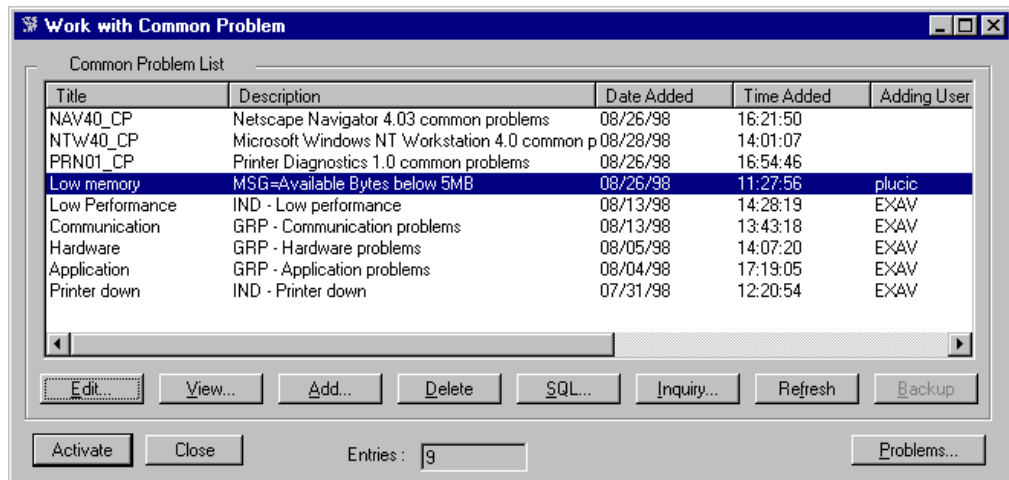 Work with Common Problem
Common Problem List
Title Description Date Added Time Added Adding User
NAV40_CP Netscape Navigator 4.03 common problems 08/26/98 16:21:50
NTW40_CP Microsoft Windows NT Workstation 4.0 common p 08/28/98 14:01:07
PRN01_CP Printer Diagnostics 1.0 common problems 08/26/98 16:54:46
Low memory MSG=Available Bytes below 5MB 08/26/98 11:27:56 plucic
Low Performance IND - Low performance 08/13/98 14:28:19 EXAV
Communication GRP - Communication problems 08/13/98 13:43:18 EXAV
Hardware GRP - Hardware problems 08/05/98 14:07:20 EXAV
Application GRP - Application problems 08/04/98 17:19:05 EXAV
Printer down IND - Printer down 07/31/98 12:20:54 EXAV
Edit... View... Add... Delete SQL... Inquiry... Refresh Backup
Activate Close Entries : 9 Problems...